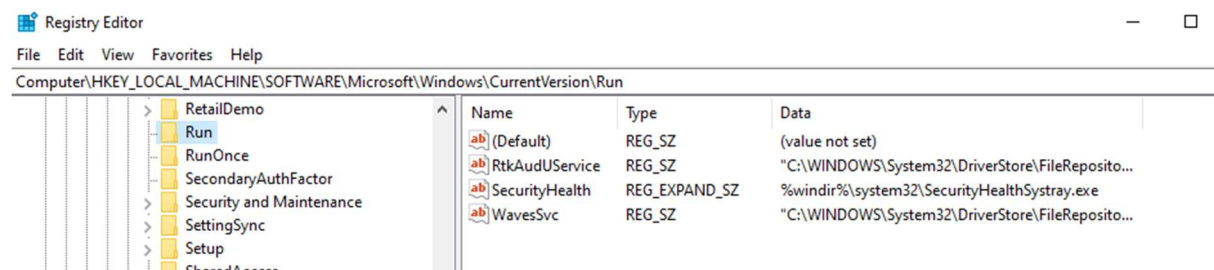 Registry Editor
File Edit View Favorites Help
Computer\HKEY_LOCAL_MACHINE\SOFTWARE\Microsoft\Windows\CurrentVersion\Run
RetailDemo
Run
RunOnce
SecondaryAuthFactor
Security and Maintenance
SettingSync
Setup
SharedAccess
Name Type Data
(Default) REG_SZ (value not set)
RtkAudUService REG_SZ "C:\WINDOWS\System32\DriverStore\FileReposito...
SecurityHealth REG_EXPAND_SZ %windir%\system32\SecurityHealthSystray.exe
WavesSvc REG_SZ "C:\WINDOWS\System32\DriverStore\FileReposito...